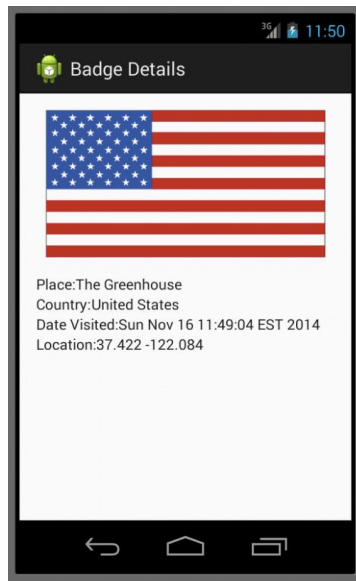 3G 11:50
Badge Details
Place:The Greenhouse
Country:United States
Date Visited:Sun Nov 16 11:49:04 EST 2014
Location:37.422 -122.084